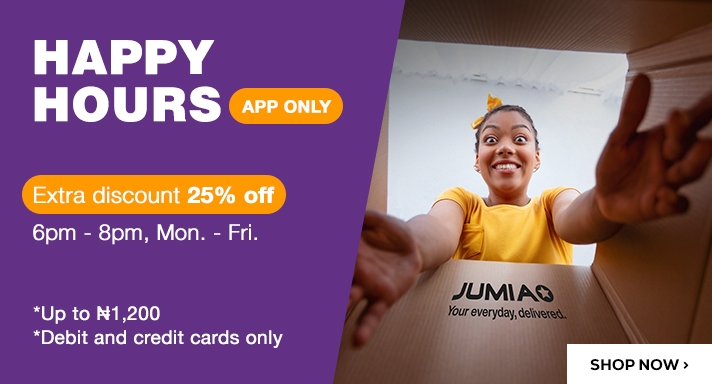 HAPPY
HOURS APP ONLY
Extra discount 25% off
6pm - 8pm, Mon. - Fri.
*Up to ₦1,200
*Debit and credit cards only
JUMIA
Your everyday, delivered.
SHOP NOW ›